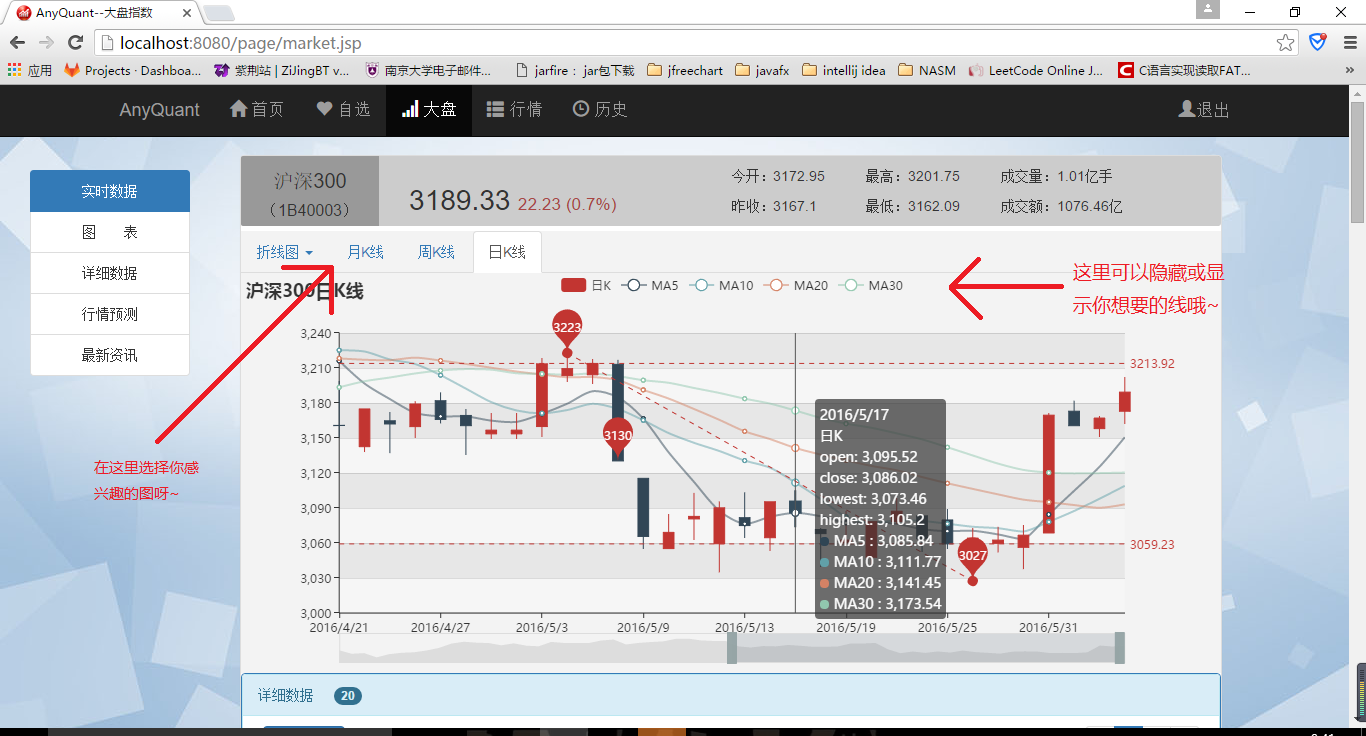 AnyQuant--大盘指数
localhost:8080/page/market.jsp
应用 Projects · Dashboa... 紫荆站 | ZiJingBT v... 南京大学电子邮件... jarfire : jar包下载 jfreechart javafx intellij idea NASM LeetCode Online J... C语言实现读取FAT... »
AnyQuant 首页 自选 大盘 行情 历史 退出
实时数据
图 表
详细数据
行情预测
最新资讯
沪深300
(1B40003)
3189.33 22.23 (0.7%)
今开：3172.95 最高：3201.75 成交量：1.01亿手
昨收：3167.1 最低：3162.09 成交额：1076.46亿
折线图 月K线 周K线 日K线
沪深300日K线
日K MA5 MA10 MA20 MA30
这里可以隐藏或显
示你想要的线哦~
在这里选择你感
兴趣的图呀~
3,240
3,210
3,180
3,150
3,120
3,090
3,060
3,030
3,000
3223
3130
3027
3213.92
3059.23
2016/5/17
日K
open: 3,095.52
close: 3,086.02
lowest: 3,073.46
highest: 3,105.2
MA5 : 3,085.84
MA10 : 3,111.77
MA20 : 3,141.45
MA30 : 3,173.54
2016/4/21 2016/4/27 2016/5/3 2016/5/9 2016/5/13 2016/5/19 2016/5/25 2016/5/31
详细数据 20